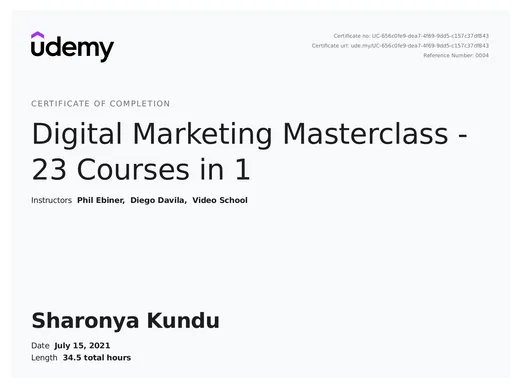 udemy
Certificate no: UC-656c0fe9-dea7-4f69-9dd5-c157c37df843
Certificate url: ude.my/UC-656c0fe9-dea7-4f69-9dd5-c157c37df843
Reference Number: 0004
CERTIFICATE OF COMPLETION
Digital Marketing Masterclass -
23 Courses in 1
Instructors Phil Ebiner, Diego Davila, Video School
Sharonya Kundu
Date July 15, 2021
Length 34.5 total hours